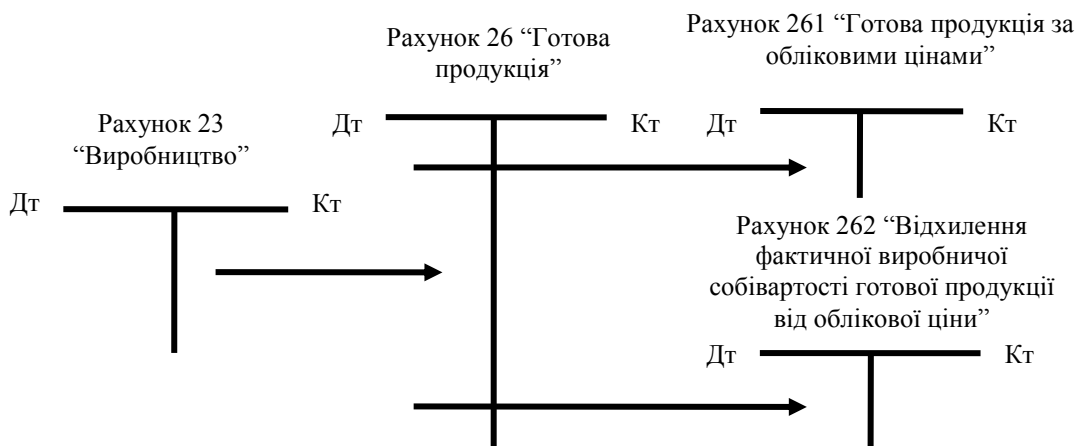 Рахунок 23
“Виробництво”
Дт
Кт
Рахунок 26 “Готова
продукція”
Дт
Кт
Рахунок 261 “Готова продукція за
обліковими цінами”
Дт
Кт
Рахунок 262 “Відхилення
фактичної виробничої
собівартості готової продукції
від облікової ціни”
Дт
Кт